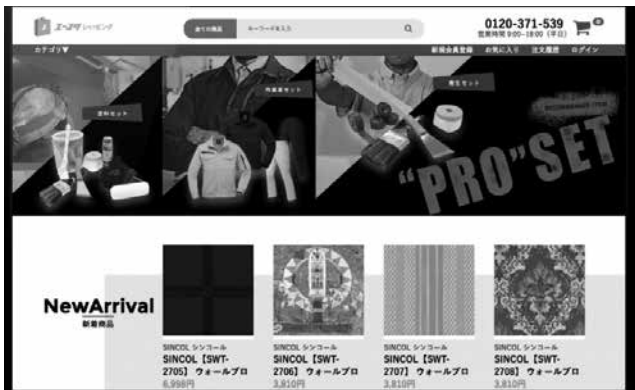 ショッピング
全ての商品
キーワードを入力
0120-371-539
営業時間 9:00~18:00（平日）
0
カテゴリ▼
新規会員登録 お気に入り 注文履歴 ログイン
塗料セット
作業着セット
養生セット
"PRO"SET
NewArrival
新着商品
SINCOL シンコール
SINCOL【SWT-
2705】 ウォールプロ
6,998円
SINCOL シンコール
SINCOL【SWT-
2706】 ウォールプロ
3,810円
SINCOL シンコール
SINCOL【SWT-
2707】 ウォールプロ
3,810円
SINCOL シンコール
SINCOL【SWT-
2708】 ウォールプロ
3,810円